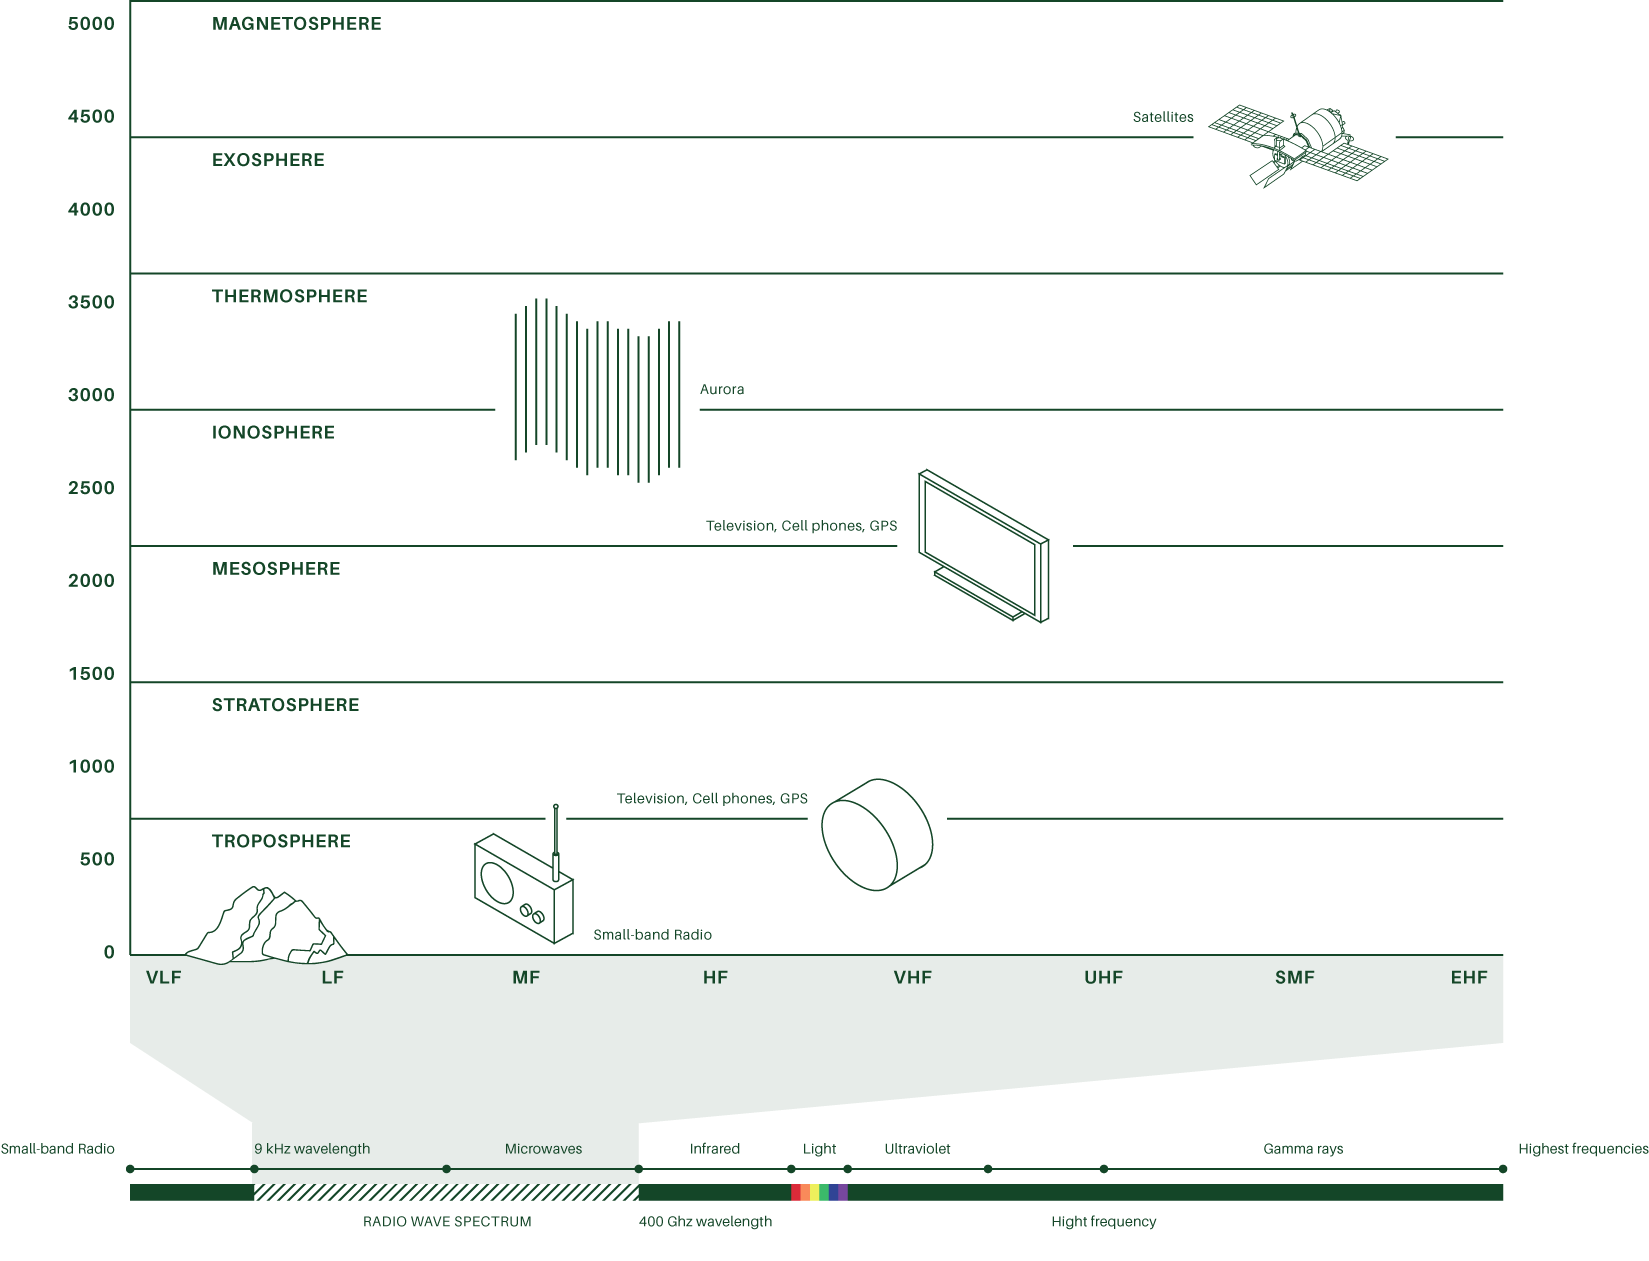 5000
MAGNETOSPHERE
4500
Satellites
EXOSPHERE
4000
THERMOSPHERE
3500
Aurora
3000
IONOSPHERE
2500
Television, Cell phones, GPS
MESOSPHERE
2000
1500
STRATOSPHERE
1000
Television, Cell phones, GPS
TROPOSPHERE
500
Small-band Radio
0
VLF LF MF HF VHF UHF SMF EHF
Small-band Radio 9 kHz wavelength Microwaves Infrared Light Ultraviolet Gamma rays Highest frequencies
RADIO WAVE SPECTRUM 400 Ghz wavelength Hight frequency